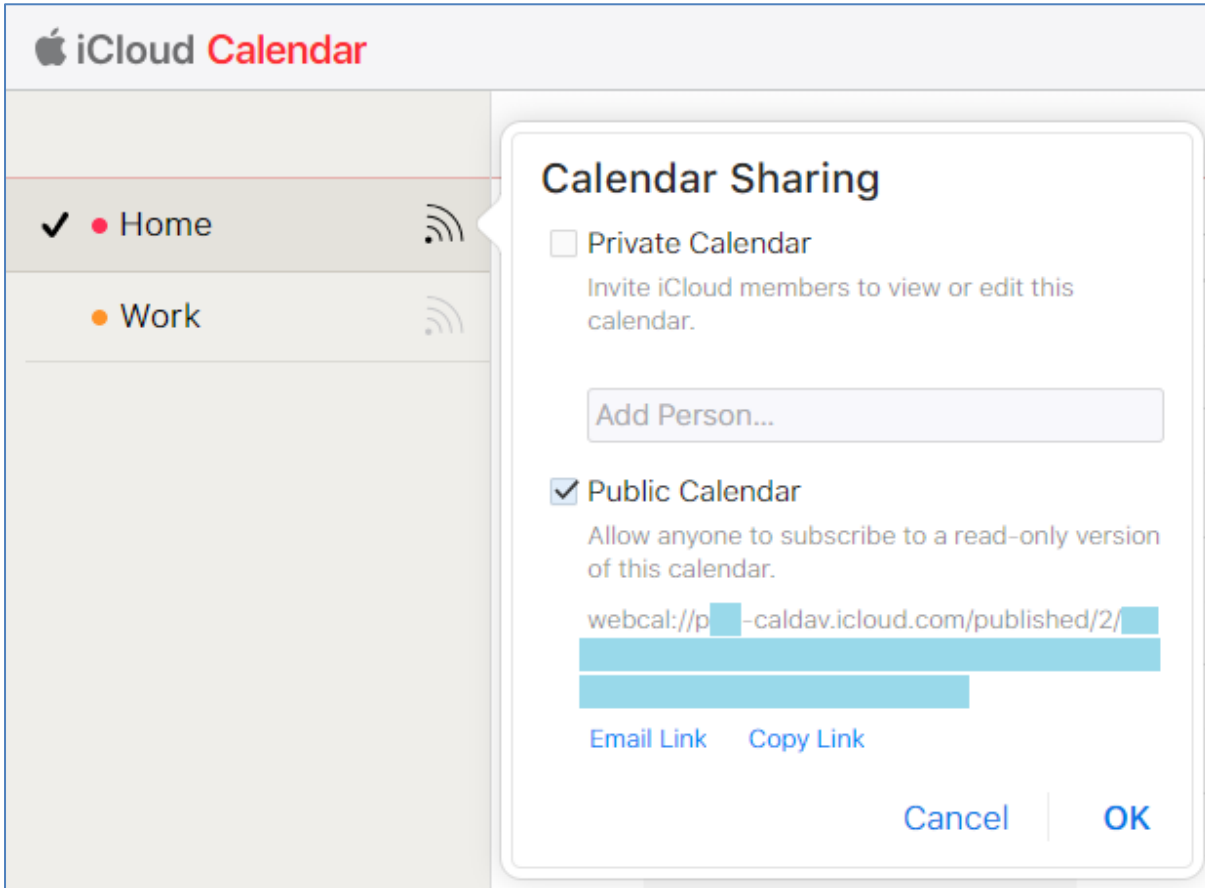 iCloud Calendar
Home
Work
Calendar Sharing
Private Calendar
Invite iCloud members to view or edit this
calendar.
Add Person...
Public Calendar
Allow anyone to subscribe to a read-only version
of this calendar.
webcal://p -caldav.icloud.com/published/2/
Email Link Copy Link
Cancel OK